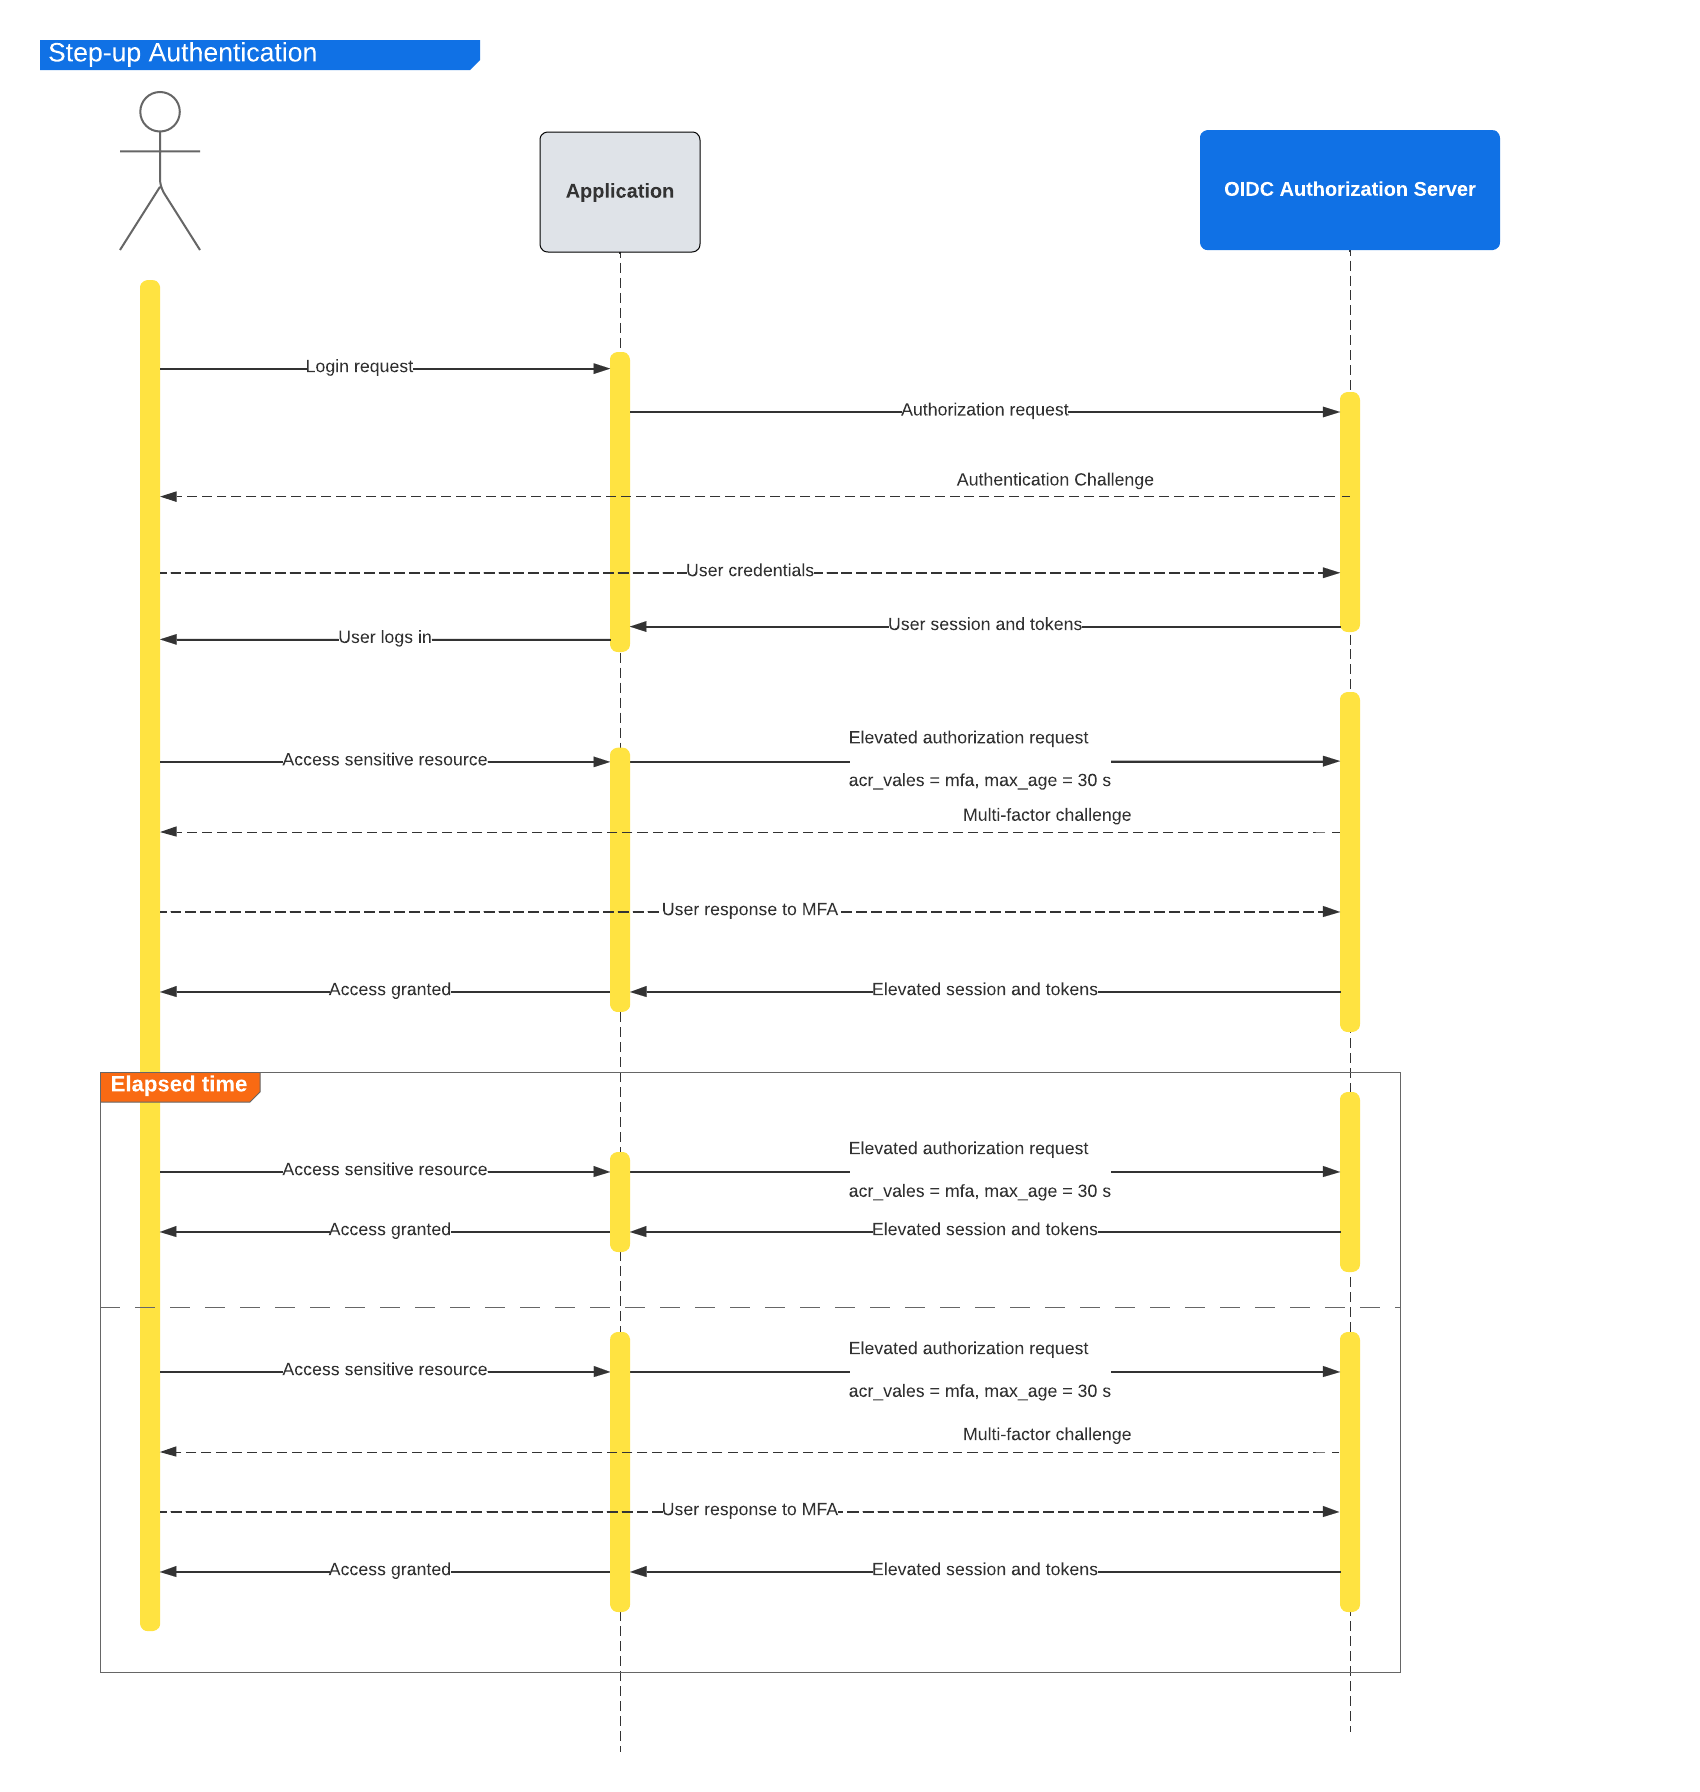 Step-up Authentication
Application
OIDC Authorization Server
Login request
Authorization request
Authentication Challenge
User credentials
User session and tokens
User logs in
Elevated authorization request
Access sensitive resource
acr_vales = mfa, max_age = 30 s
Multi-factor challenge
User response to MFA
Access granted
Elevated session and tokens
Elapsed time
Elevated authorization request
Access sensitive resource
acr_vales = mfa, max_age = 30 s
Access granted
Elevated session and tokens
Elevated authorization request
Access sensitive resource
acr_vales = mfa, max_age = 30 s
Multi-factor challenge
User response to MFA
Access granted
Elevated session and tokens